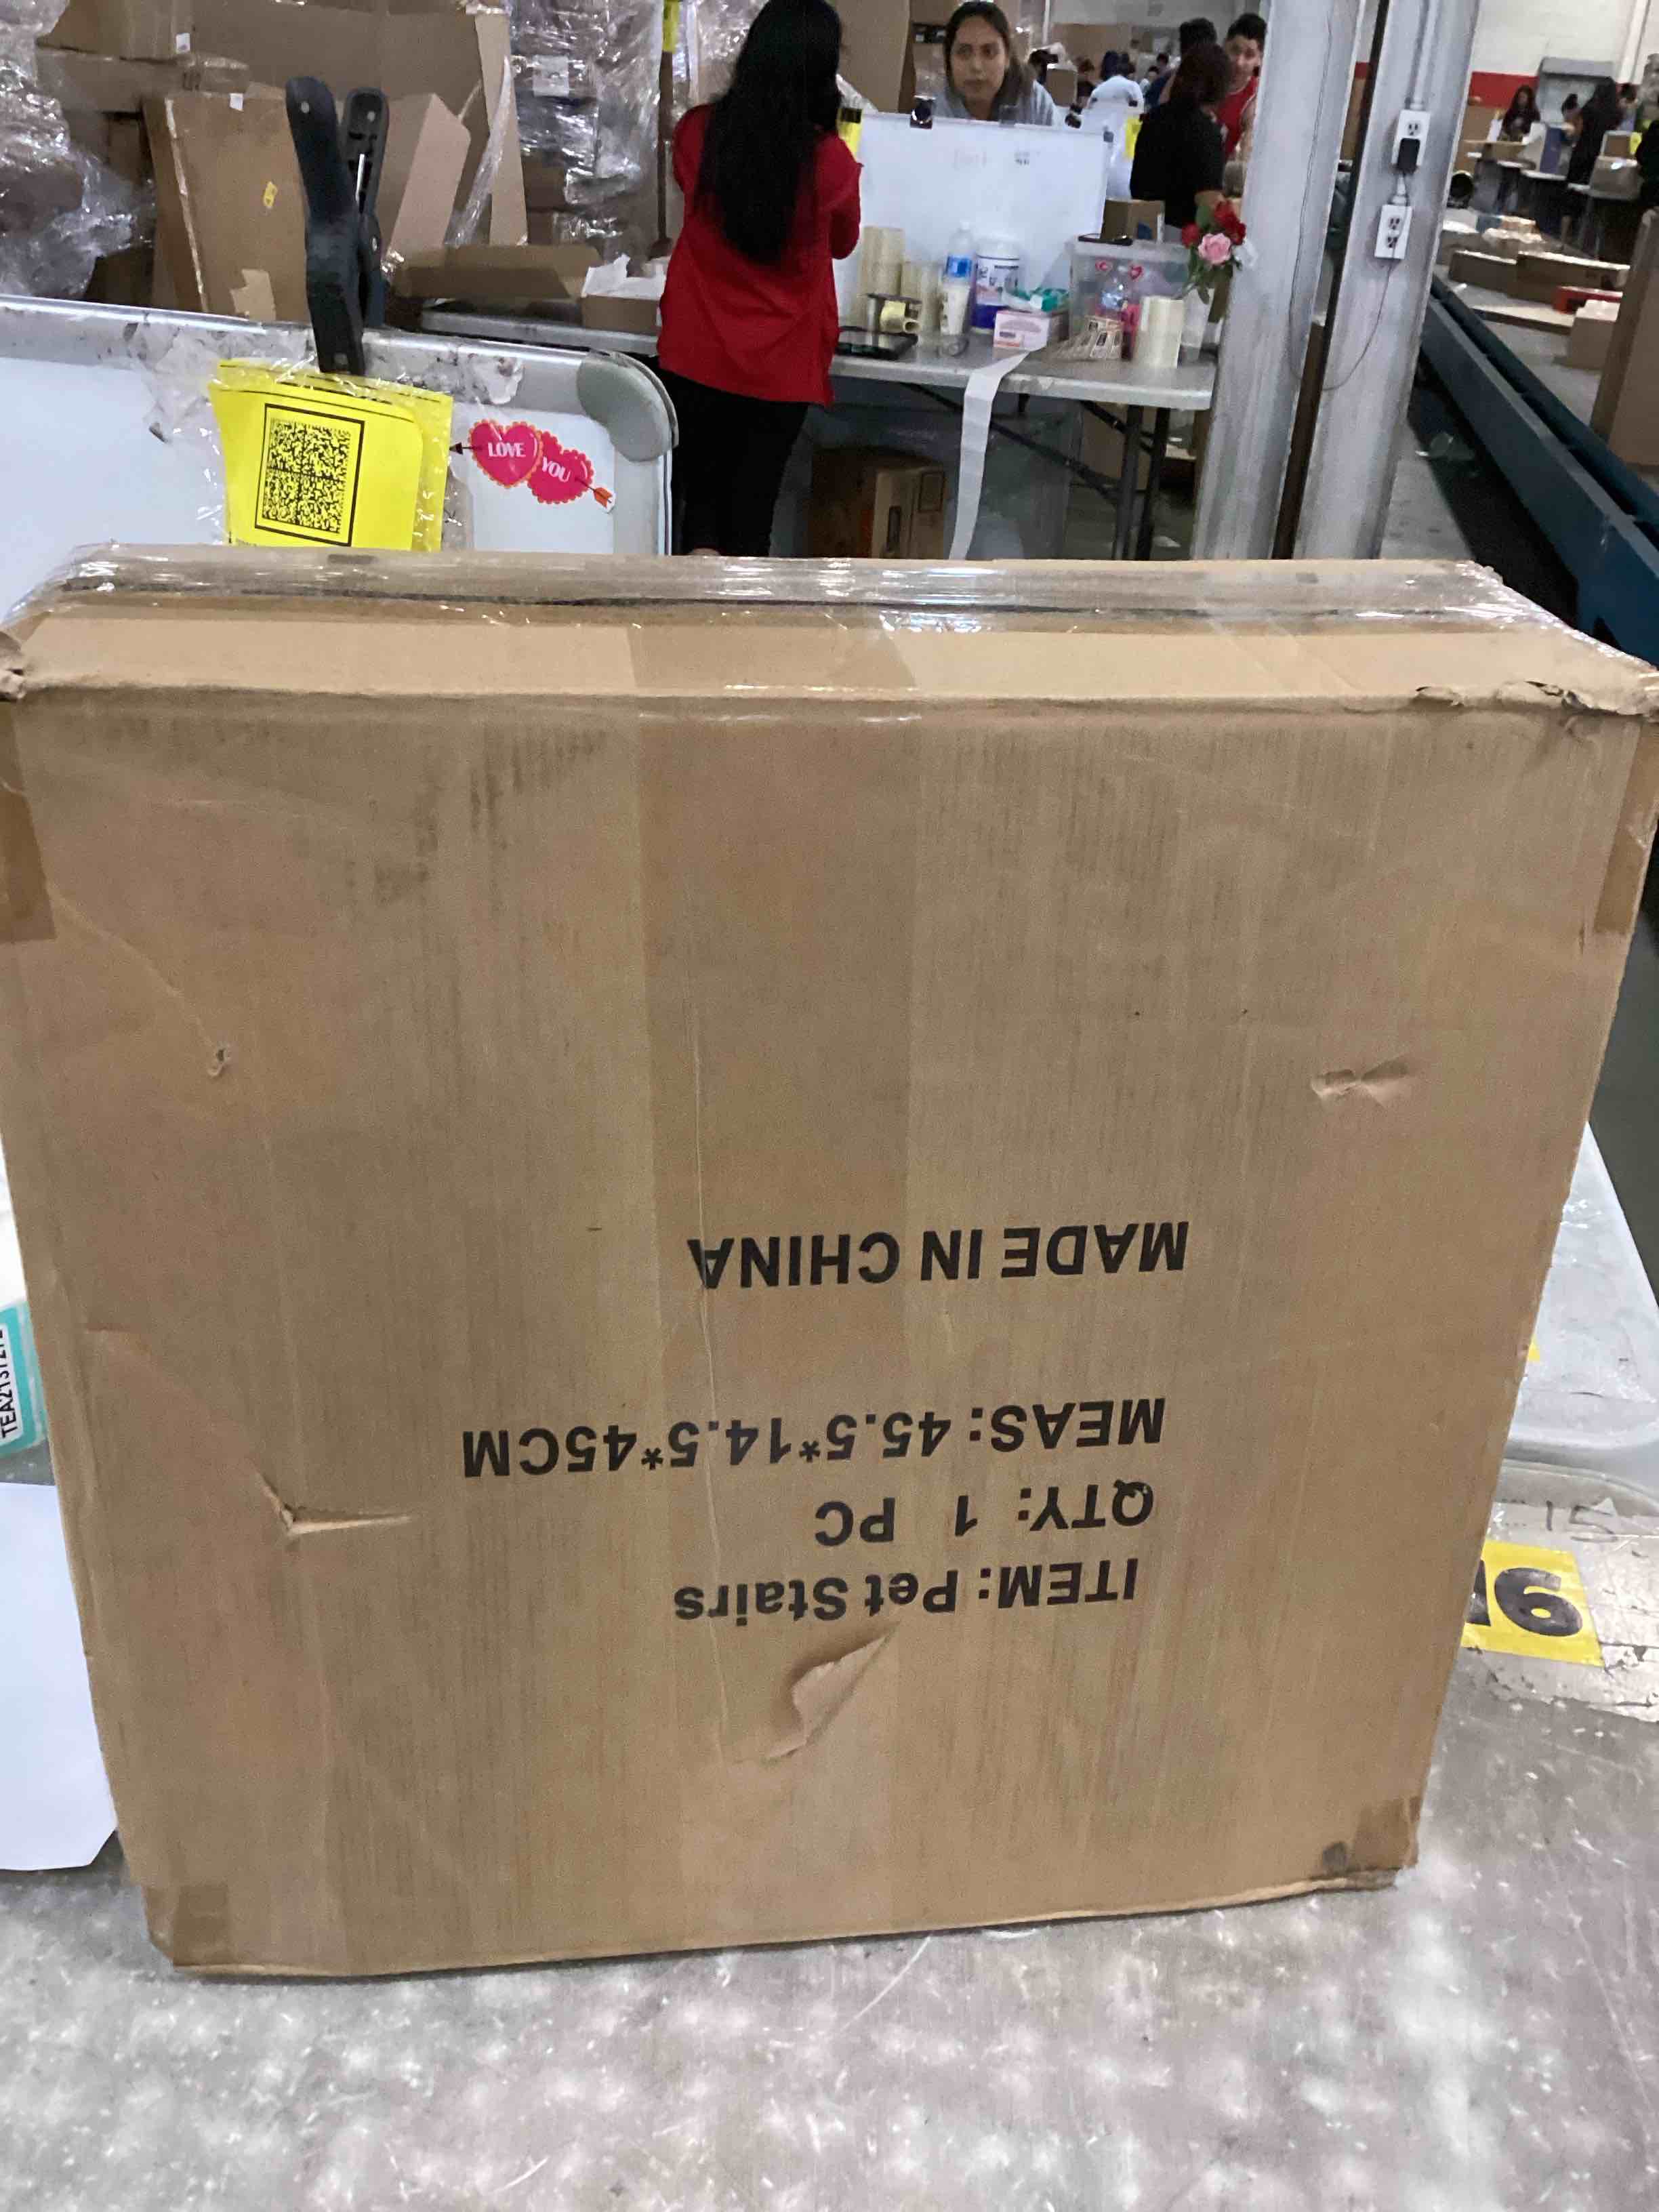 LOVE
YOU
ITEM: Pet Stairs
QTY: 1 PC
MEAS: 45.5*14.5*45CM
MADE IN CHINA